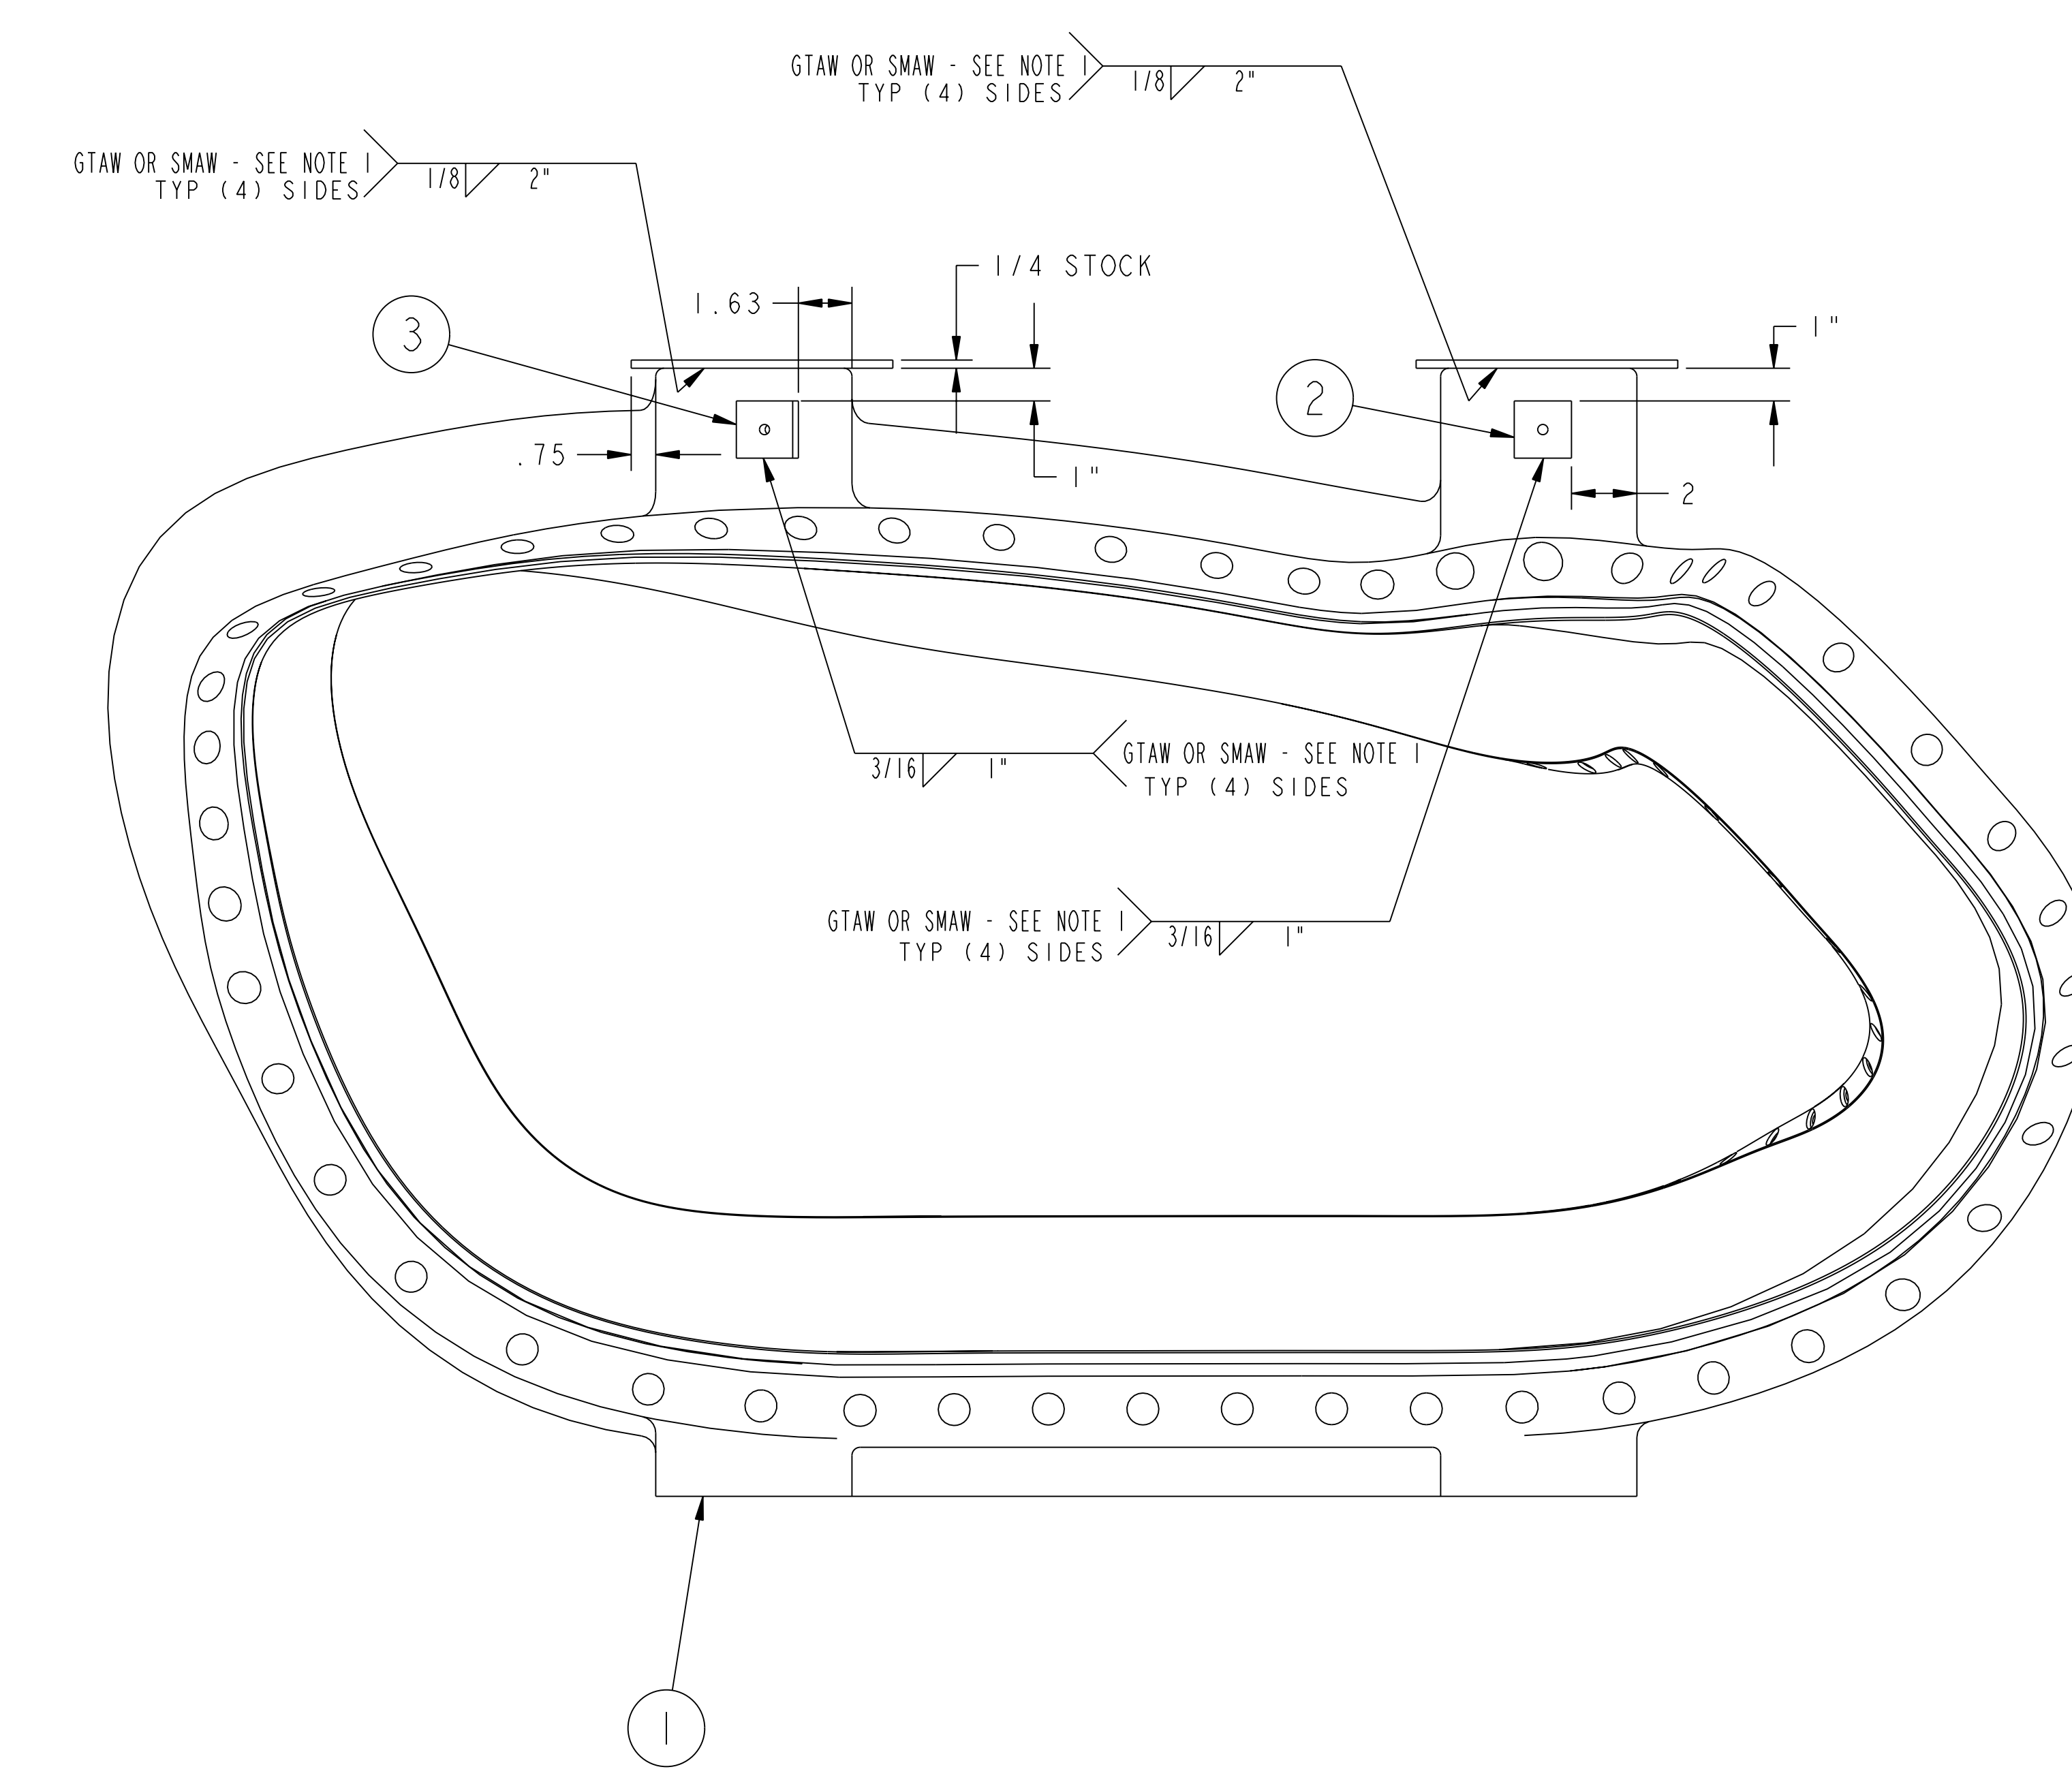 GTAW OR SMAW - SEE NOTE 1
TYP (4) SIDES
1/8 2"
GTAW OR SMAW - SEE NOTE 1
TYP (4) SIDES
1/8 2"
1/4 STOCK
1.63
1"
3
2
.75
1"
2
GTAW OR SMAW - SEE NOTE 1
TYP (4) SIDES
3/16 1"
GTAW OR SMAW - SEE NOTE 1
TYP (4) SIDES
3/16 1"
1